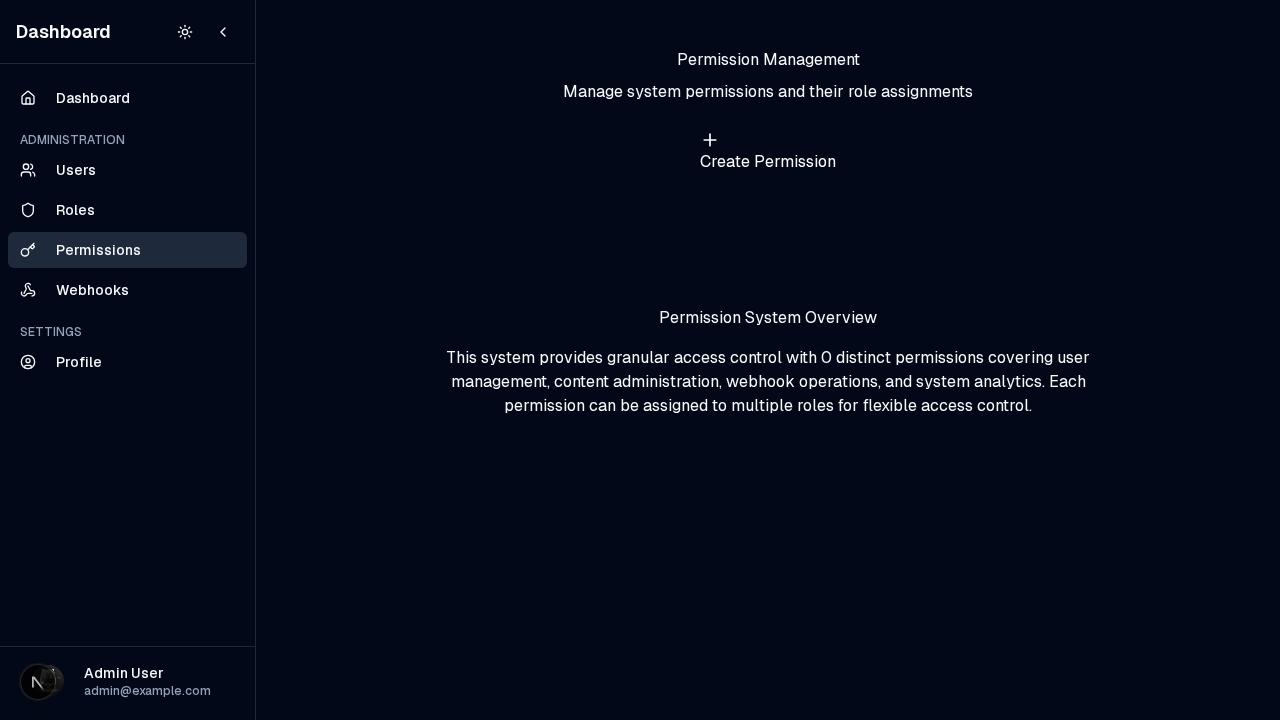 Dashboard
Dashboard
ADMINISTRATION
Users
Roles
Permissions
Webhooks
SETTINGS
Profile
Admin User
admin@example.com
Permission Management
Manage system permissions and their role assignments
Create Permission
Permission System Overview
This system provides granular access control with 0 distinct permissions covering user
management, content administration, webhook operations, and system analytics. Each
permission can be assigned to multiple roles for flexible access control.